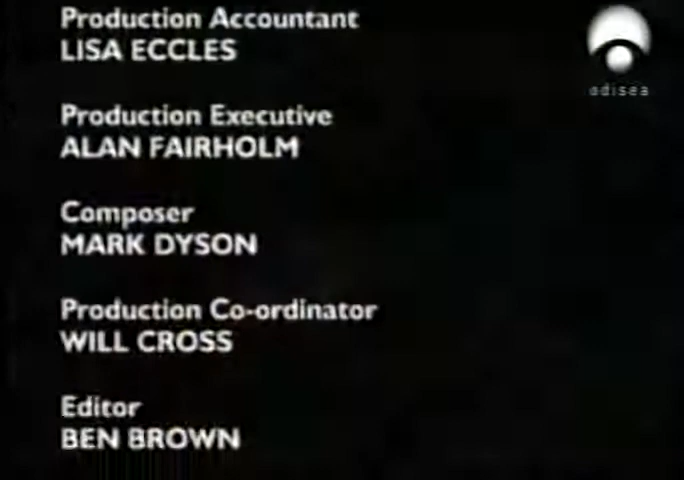 Production Accountant
LISA ECCLES
odisea
Production Executive
ALAN FAIRHOLM
Composer
MARK DYSON
Production Co-ordinator
WILL CROSS
Editor
BEN BROWN